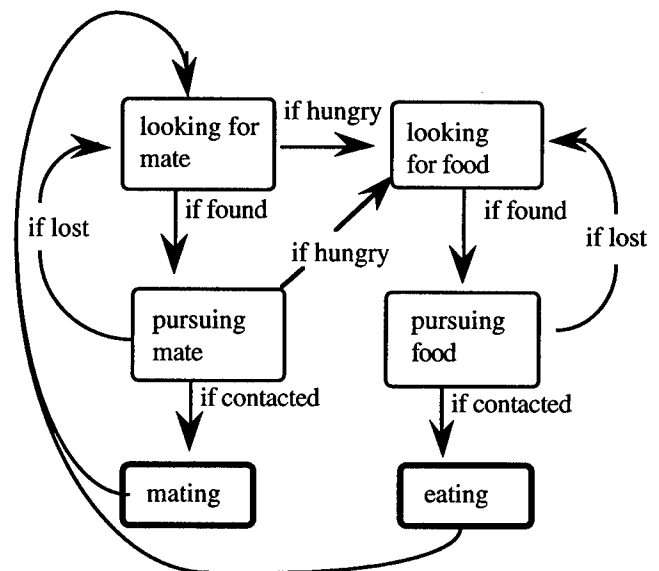 looking for
mate
if hungry
looking
for food
if lost
if found
if hungry
if found
if lost
pursuing
mate
pursuing
food
if contacted
if contacted
mating
eating